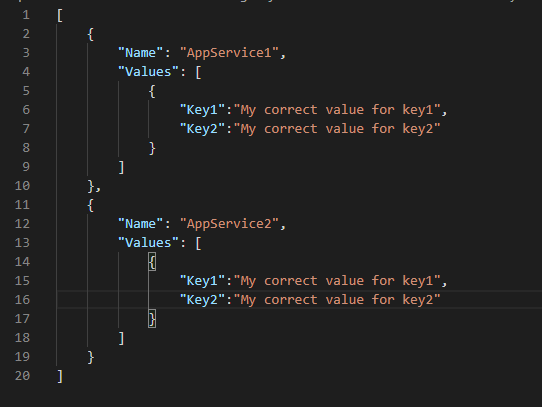 1 [
2 {
3 "Name": "AppService1",
4 "Values": [
5 {
6 "Key1":"My correct value for key1",
7 "Key2":"My correct value for key2"
8 }
9 ]
10 },
11 {
12 "Name": "AppService2",
13 "Values": [
14 {
15 "Key1":"My correct value for key1",
16 "Key2":"My correct value for key2"
17 }
18 ]
19 }
20 ]